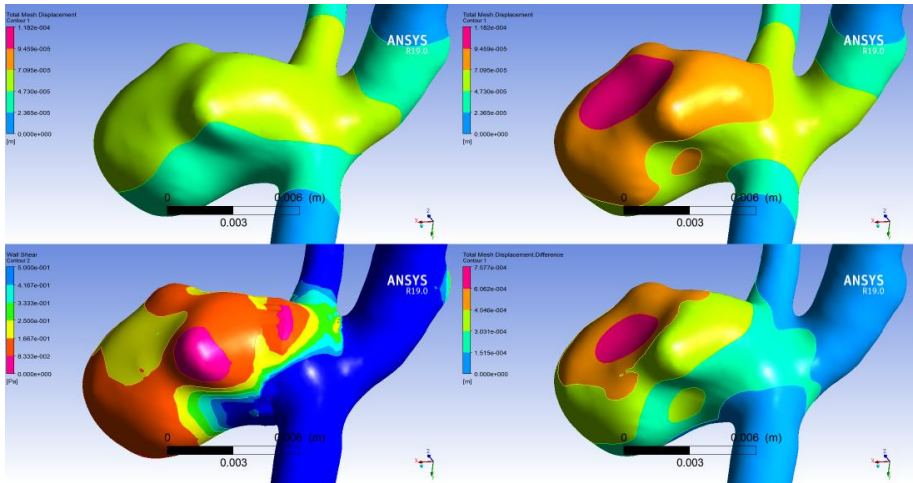 Total Mesh Displacement
Contour 1
1.182e-004
9.459e-005
7.095e-005
4.730e-005
2.365e-005
0.000e+000
[m]
ANSYS
R19.0
0 0.006 (m)
0.003
Z
X
Y
Total Mesh Displacement
Contour 1
1.182e-004
9.459e-005
7.095e-005
4.730e-005
2.365e-005
0.000e+000
[m]
ANSYS
R19.0
0 0.006 (m)
0.003
Z
X
Y
Wall Shear
Contour 2
5.000e-001
4.167e-001
3.333e-001
2.500e-001
1.667e-001
8.333e-002
0.000e+000
[Pa]
ANSYS
R19.0
0 0.006 (m)
0.003
Z
X
Y
Total Mesh Displacement.Difference
Contour 1
7.577e-004
6.062e-004
4.546e-004
3.031e-004
1.515e-004
0.000e+000
[m]
ANSYS
R19.0
0 0.006 (m)
0.003
Z
X
Y